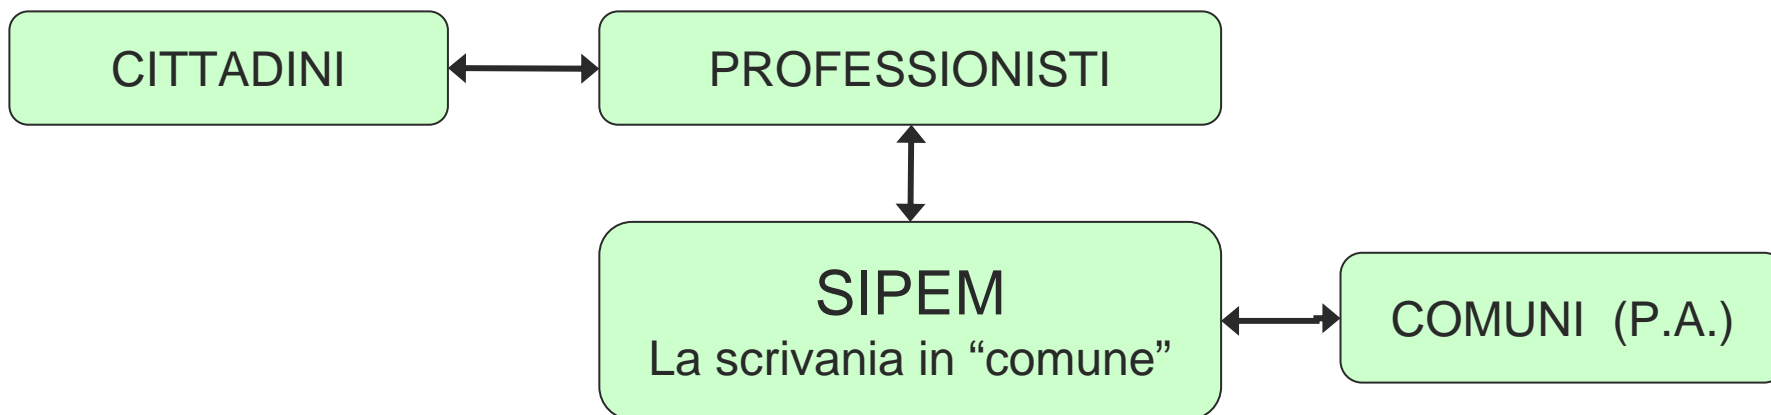 CITTADINI
PROFESSIONISTI
SIPEM
La scrivania in “comune”
COMUNI (P.A.)